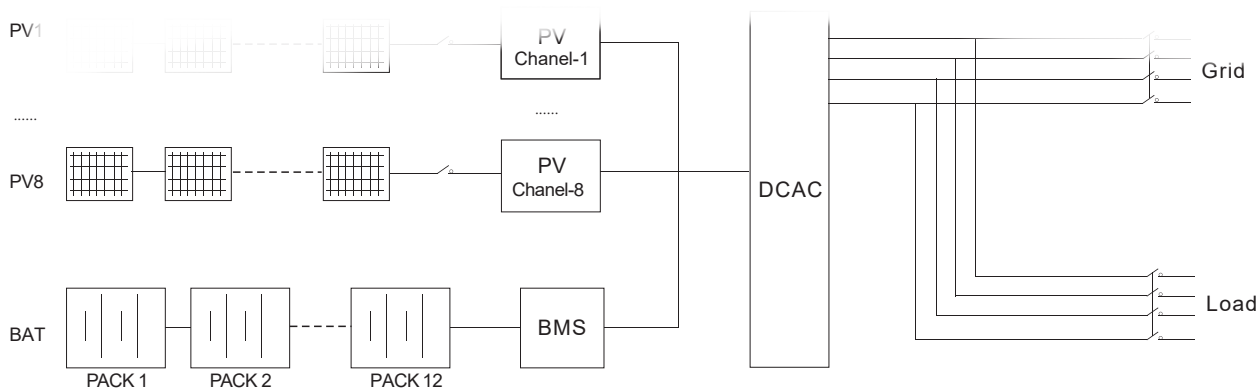 PV1
PV
Chanel-1
Grid
......
......
PV8
PV
Chanel-8
DCAC
BAT
BMS
Load
PACK 1
PACK 2
PACK 12